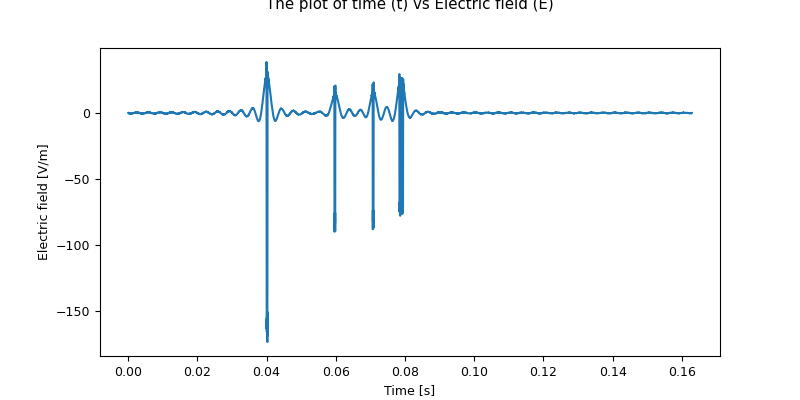 The plot of time (t) vs Electric field (E)
0
−50
−100
−150
Electric field [V/m]
0.00 0.02 0.04 0.06 0.08 0.10 0.12 0.14 0.16
Time [s]